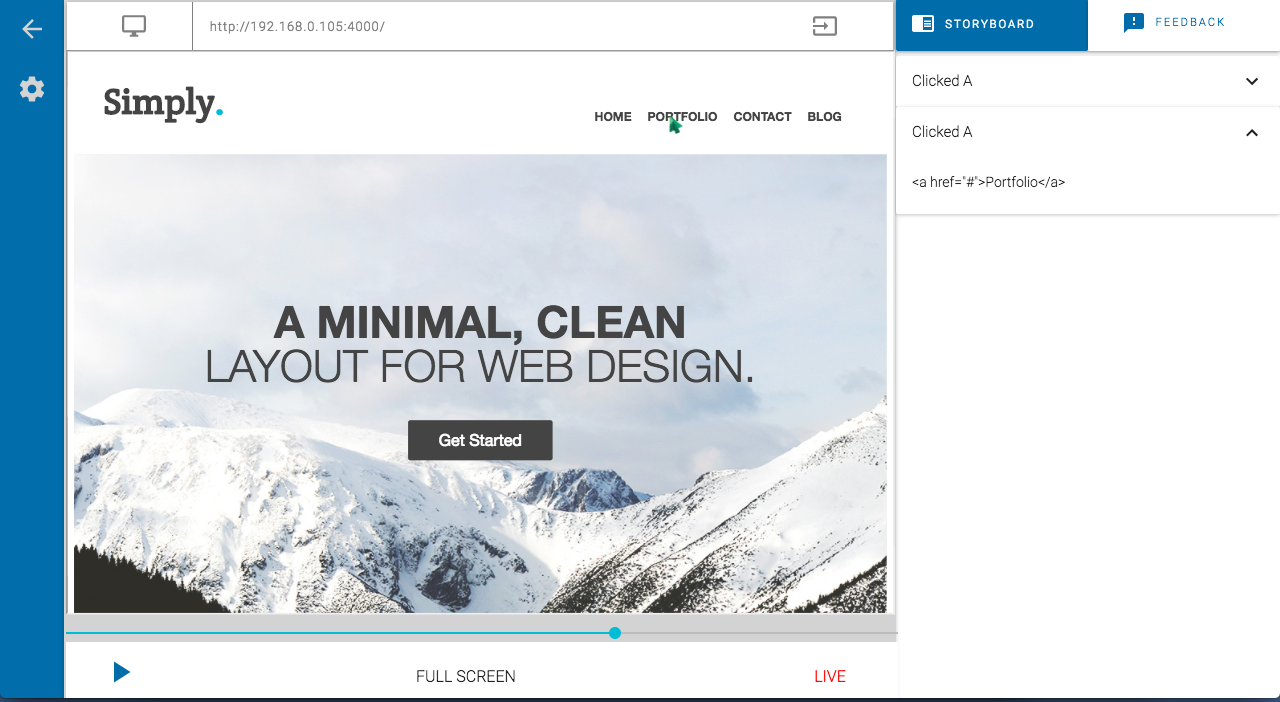 http://192.168.0.105:4000/
STORYBOARD
FEEDBACK
Simply.
HOME PORTFOLIO CONTACT BLOG
A MINIMAL, CLEAN
LAYOUT FOR WEB DESIGN.
Get Started
FULL SCREEN
LIVE
Clicked A
Clicked A
<a href="#">Portfolio</a>